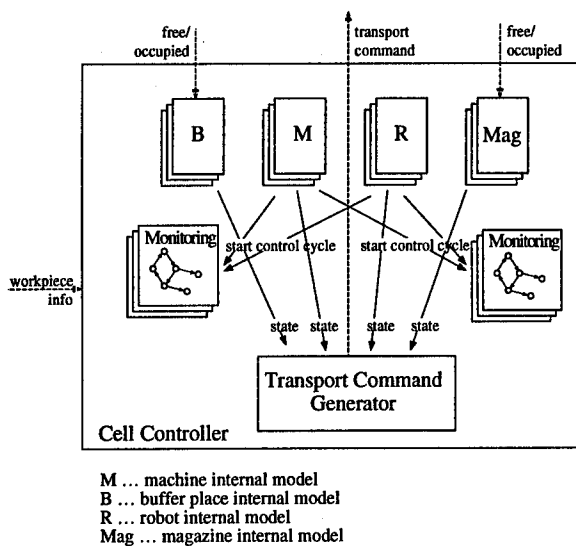 free/
occupied
transport
command
free/
occupied
B
M
R
Mag
Monitoring
start control cycle
start control cycle
Monitoring
workpiece
info
state
state
state
state
Transport Command
Generator
Cell Controller
M ... machine internal model
B ... buffer place internal model
R ... robot internal model
Mag ... magazine internal model